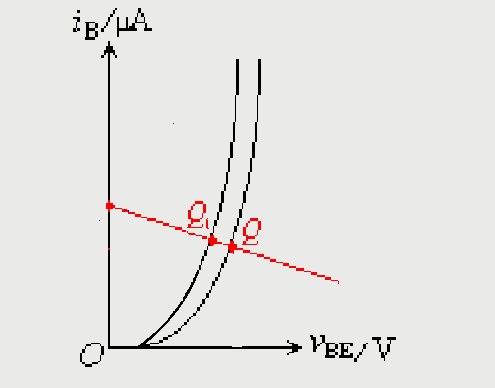 iB/μA
Q1 Q
O
vBE/V